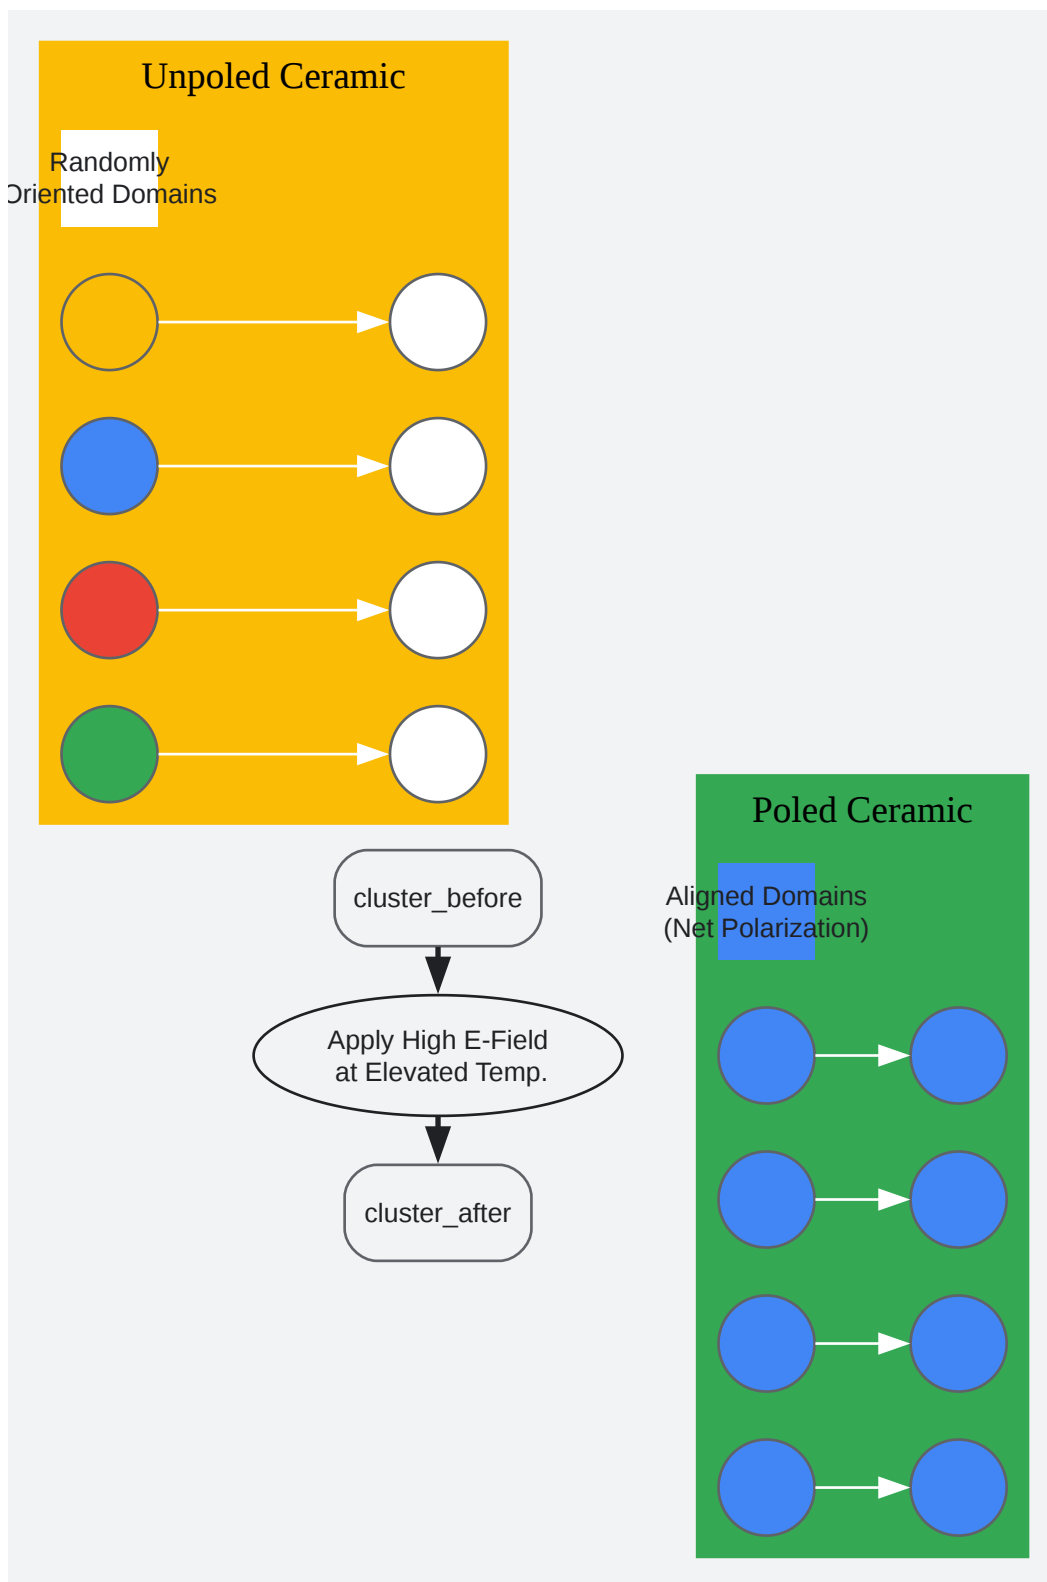 Unpoled Ceramic
Randomly
Oriented Domains
Poled Ceramic
cluster_before
Aligned Domains
(Net Polarization)
Apply High E-Field
at Elevated Temp.
cluster_after